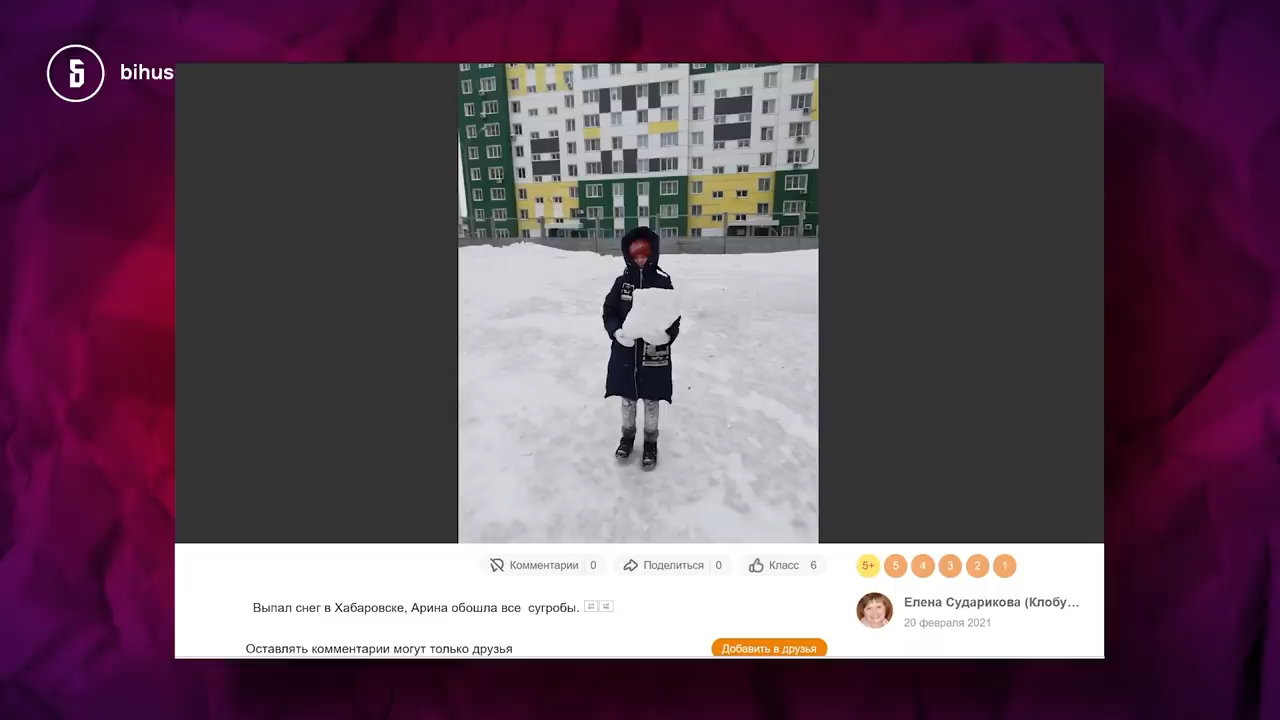 bihus
Комментарии 0
Поделиться 0
Класс 6
5+ 5 4 3 2 1
Выпал снег в Хабаровске, Арина обошла все сугробы.
Елена Сударикова (Клобу…
20 февраля 2021
Оставлять комментарии могут только друзья
Добавить в друзья